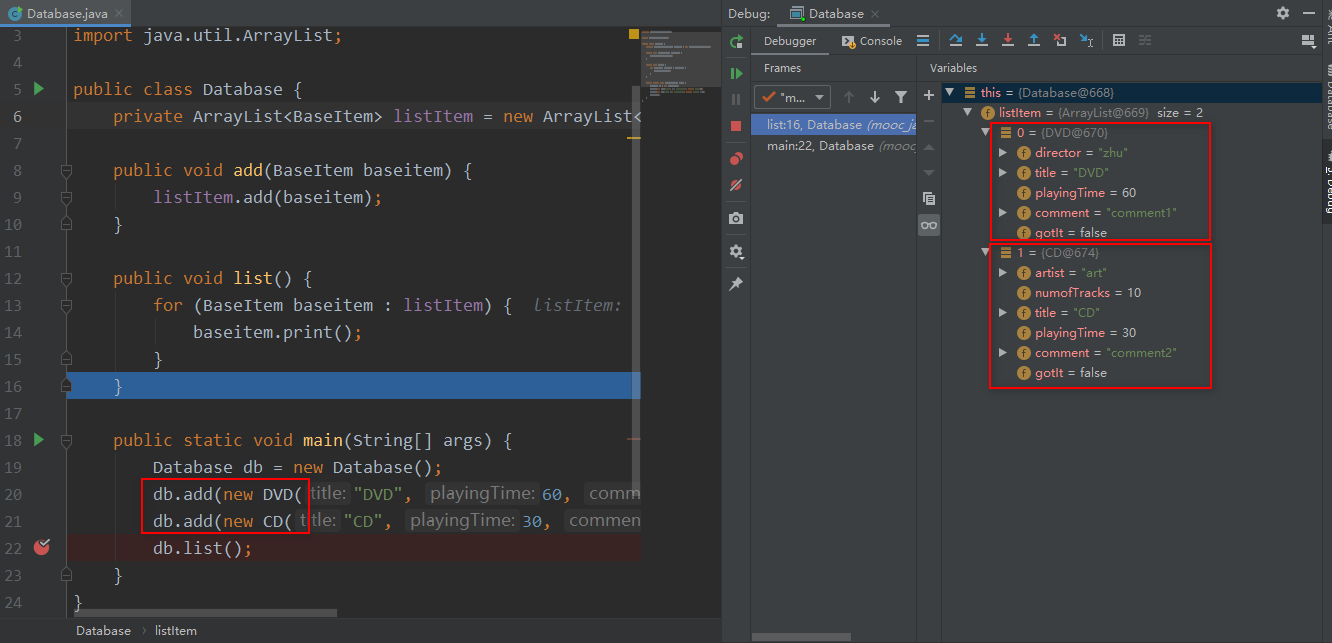 Database.java
3 import java.util.ArrayList;
4
5 public class Database {
6 private ArrayList<BaseItem> listItem = new ArrayList<
7
8 public void add(BaseItem baseitem) {
9 listItem.add(baseitem);
10 }
11
12 public void list() {
13 for (BaseItem baseitem : listItem) { listItem:
14 baseitem.print();
15 }
16 }
17
18 public static void main(String[] args) {
19 Database db = new Database();
20 db.add(new DVD( title: "DVD", playingTime: 60, comm
21 db.add(new CD( title: "CD", playingTime: 30, commen
22 db.list();
23 }
24 }
Database › listItem
Debug: Database
Debugger Console
Frames
"m...
list:16, Database (mooc_ja
main:22, Database (mooc_
Variables
this = {Database@668}
listItem = {ArrayList@669} size = 2
0 = {DVD@670}
director = "zhu"
title = "DVD"
playingTime = 60
comment = "comment1"
gotIt = false
1 = {CD@674}
artist = "art"
numofTracks = 10
title = "CD"
playingTime = 30
comment = "comment2"
gotIt = false
Database